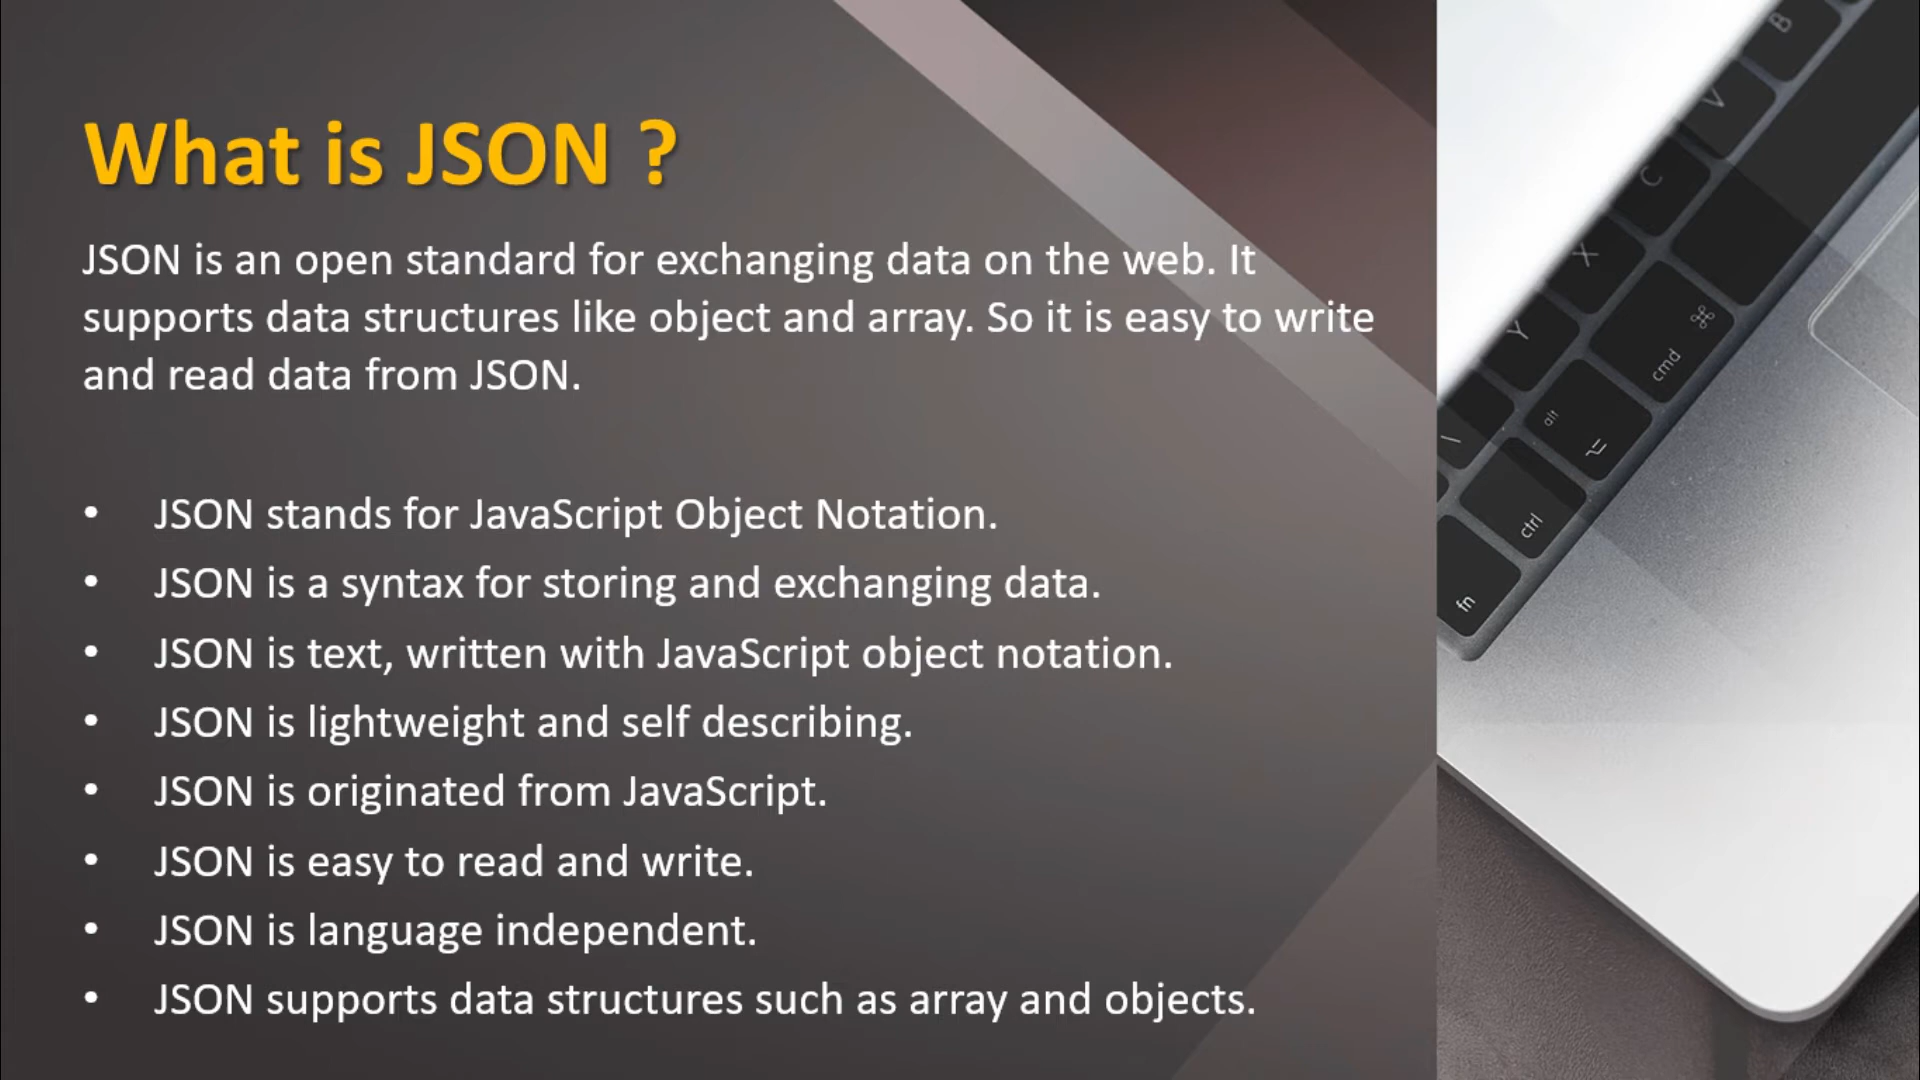 What is JSON ?
JSON is an open standard for exchanging data on the web. It
supports data structures like object and array. So it is easy to write
and read data from JSON.
• JSON stands for JavaScript Object Notation.
• JSON is a syntax for storing and exchanging data.
• JSON is text, written with JavaScript object notation.
• JSON is lightweight and self describing.
• JSON is originated from JavaScript.
• JSON is easy to read and write.
• JSON is language independent.
• JSON supports data structures such as array and objects.
B
V
C
X
Y
⌘
cmd
alt
⌥
\
ctrl
fn